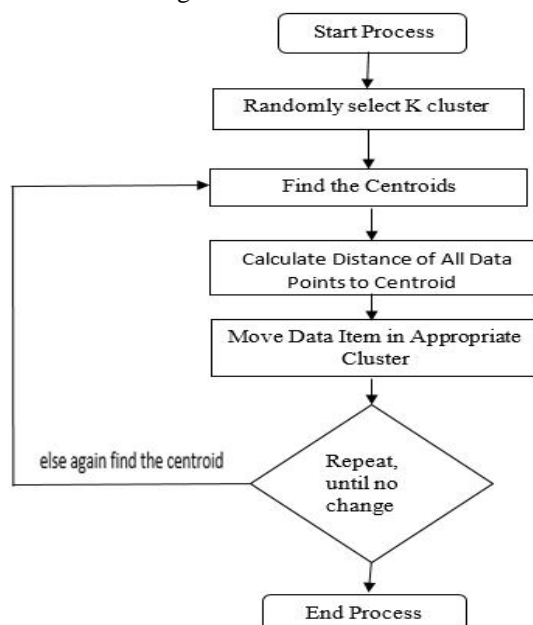 Start Process
Randomly select K cluster
Find the Centroids
Calculate Distance of All Data
Points to Centroid
Move Data Item in Appropriate
Cluster
else again find the centroid
Repeat,
until no
change
End Process